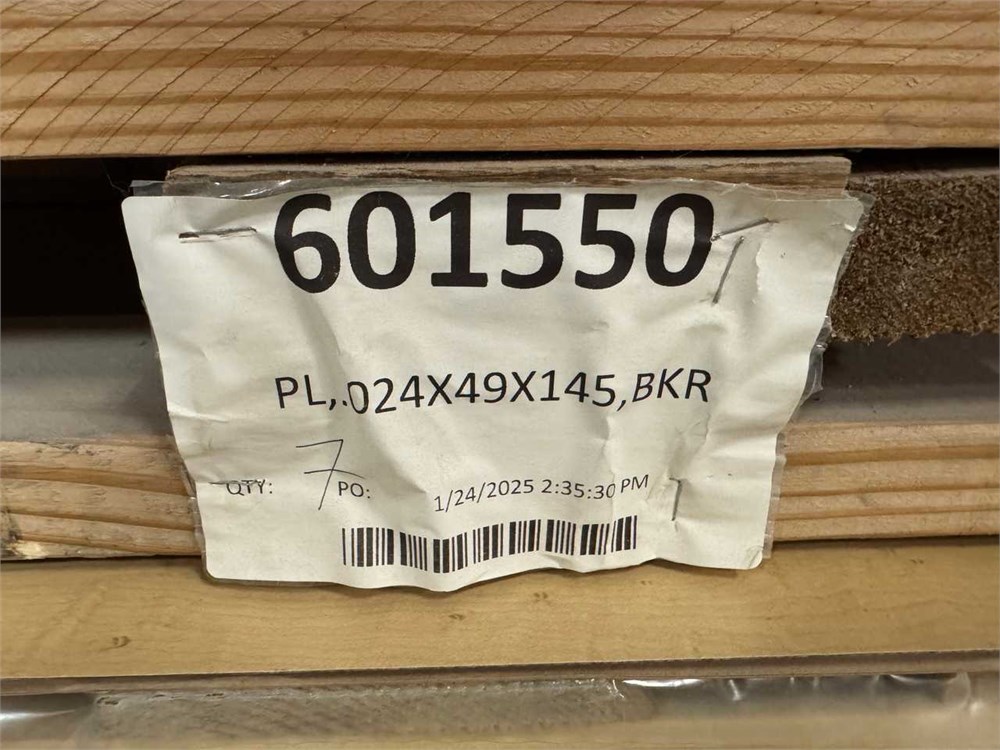 601550
PL,.024X49X145,BKR
QTY: 7 PO: 1/24/2025 2:35:30 PM